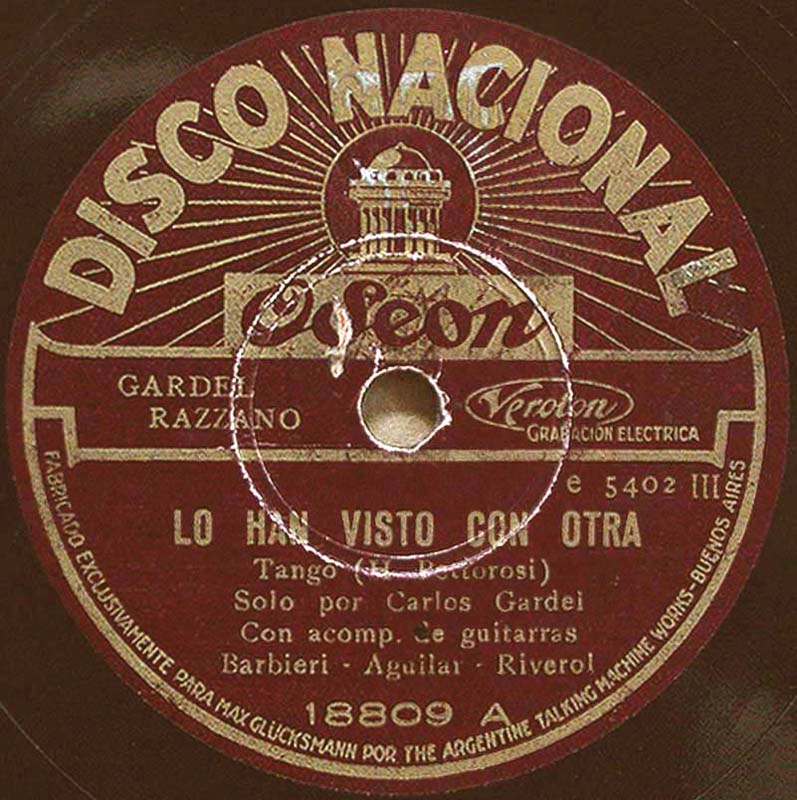 DISCO NACIONAL
Odeon
GARDEL
RAZZANO
Veroton
GRABACION ELECTRICA
e 5402 III
LO HAN VISTO CON OTRA
Tango (H. Pettorosi)
Solo por Carlos Gardel
Con acomp. de guitarras
Barbieri - Aguilar - Riverol
18809 A
FABRICADO EXCLUSIVAMENTE PARA MAX GLÜCKSMANN POR THE ARGENTINE TALKING MACHINE WORKS-BUENOS AIRES